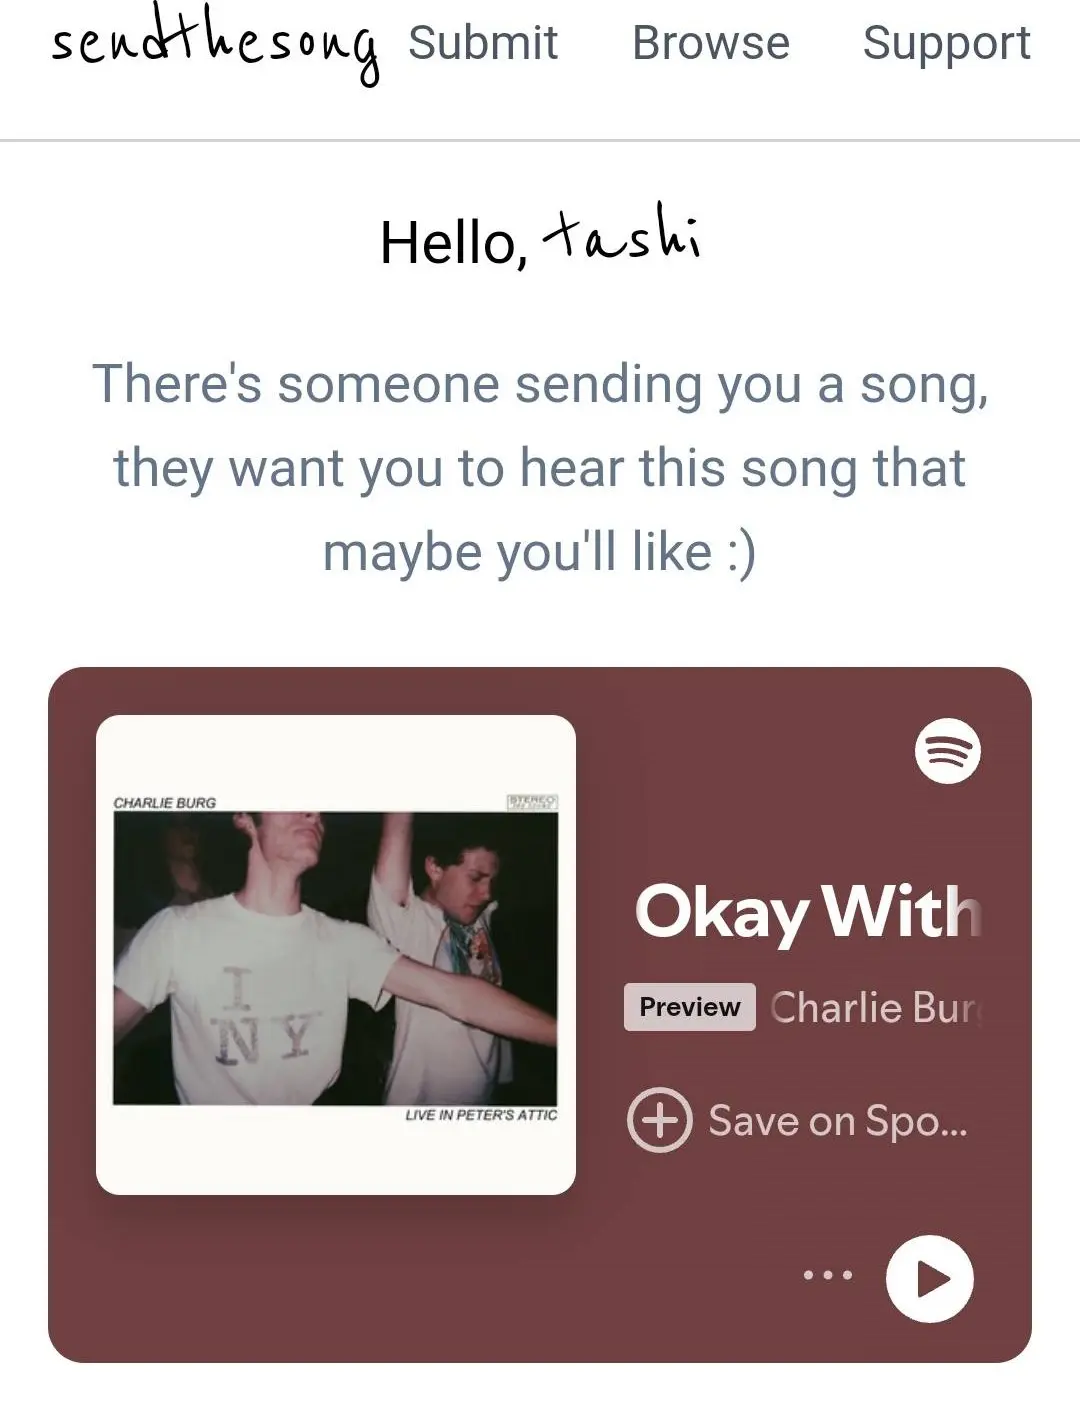 sendthesong Submit Browse Support
Hello, tashi
There's someone sending you a song,
they want you to hear this song that
maybe you'll like :)
CHARLIE BURG STEREO
I
NY
LIVE IN PETER'S ATTIC
Okay With
Preview Charlie Bur
Save on Spo...